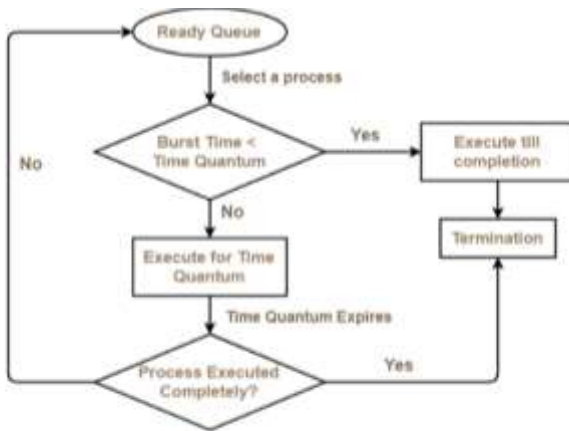 Ready Queue
Select a process
Burst Time <
Time Quantum
Yes
Execute till
completion
No
No
Termination
Execute for Time
Quantum
Time Quantum Expires
Process Executed
Completely?
Yes